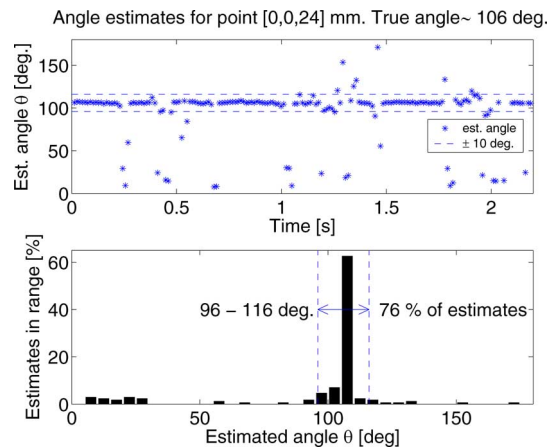 Angle estimates for point [0,0,24] mm. True angle~ 106 deg.
Est. angle θ [deg.]
150
100
50
0
est. angle
± 10 deg.
0 0.5 1 1.5 2
Time [s]
Estimates in range [%]
60
40
20
0
96 − 116 deg.
76 % of estimates
0 50 100 150
Estimated angle θ [deg]